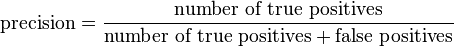 precision = number of true positives / number of true positives + false positives